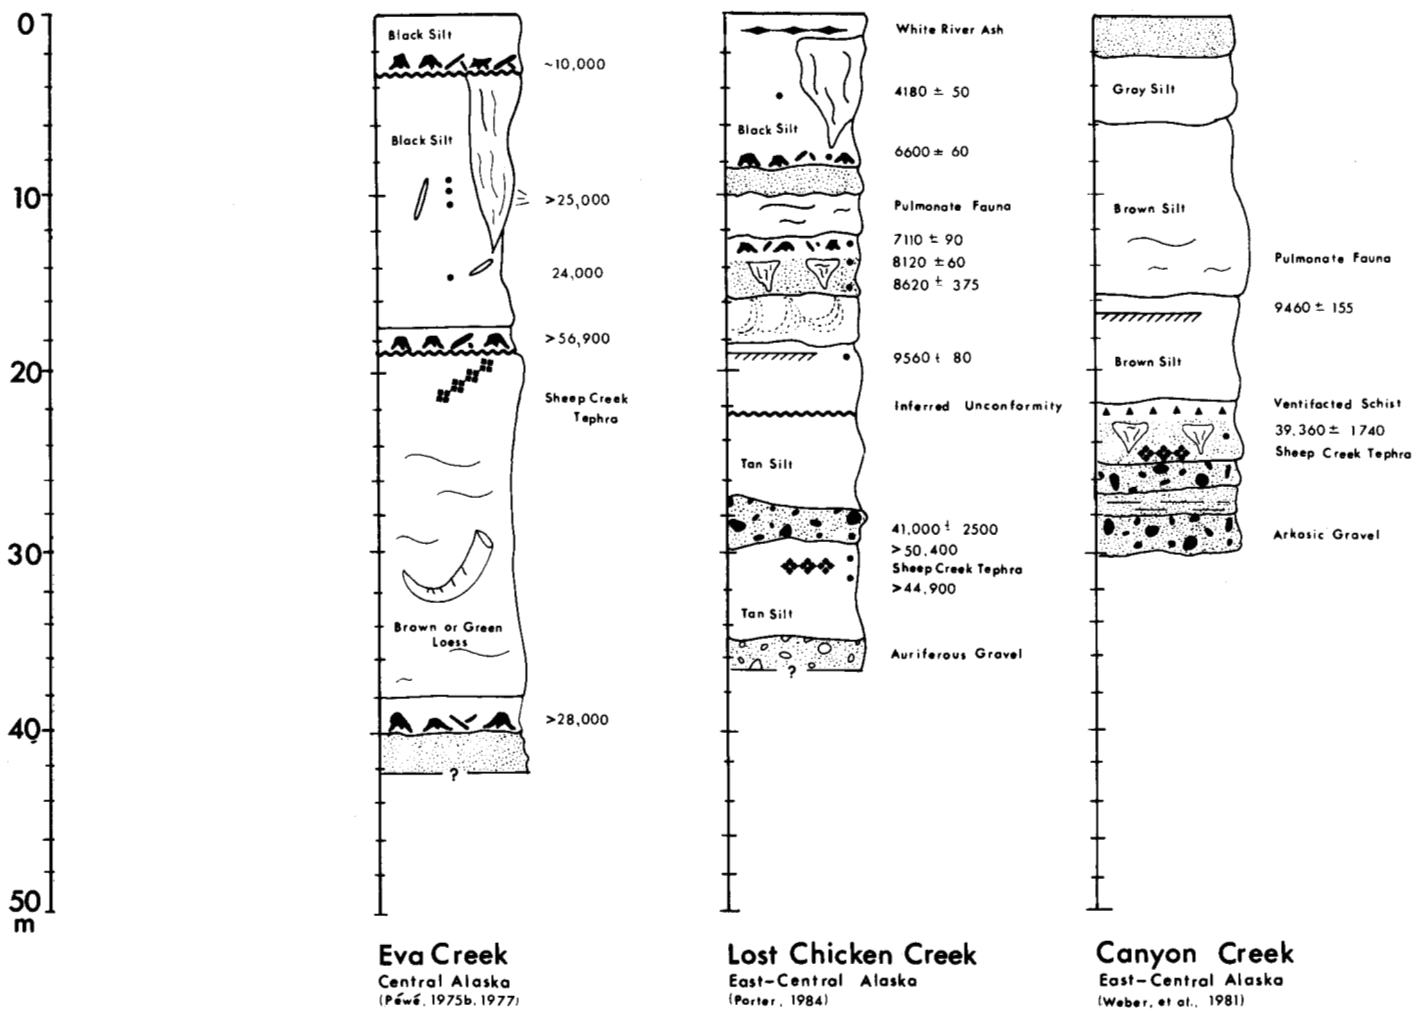 0
10
20
30
40
50
m
Black Silt
~10,000
Black Silt
>25,000
24,000
>56,900
Sheep Creek
Tephra
Brown or Green
Loess
>28,000
?
Eva Creek
Central Alaska
(Péwé, 1975b, 1977)
White River Ash
4180 ± 50
Black Silt
6600 ± 60
Pulmonate Fauna
7110 ± 90
8120 ± 60
8620 ± 375
9560 ± 80
Inferred Unconformity
Tan Silt
41,000 ± 2500
>50,400
Sheep Creek Tephra
>44,900
Tan Silt
Auriferous Gravel
?
Lost Chicken Creek
East-Central Alaska
(Porter, 1984)
Gray Silt
Brown Silt
Pulmonate Fauna
9460 ± 155
Brown Silt
Ventifacted Schist
39,360 ± 1740
Sheep Creek Tephra
Arkosic Gravel
Canyon Creek
East-Central Alaska
(Weber, et al., 1981)